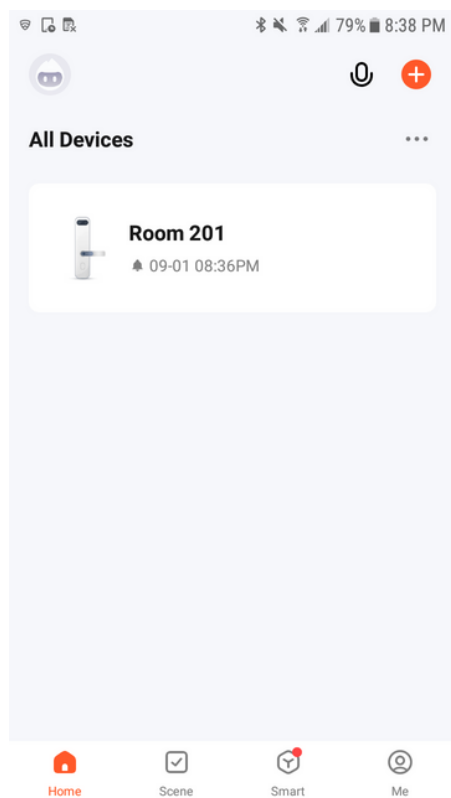 79% 8:38 PM
All Devices
Room 201
09-01 08:36PM
Home Scene Smart Me